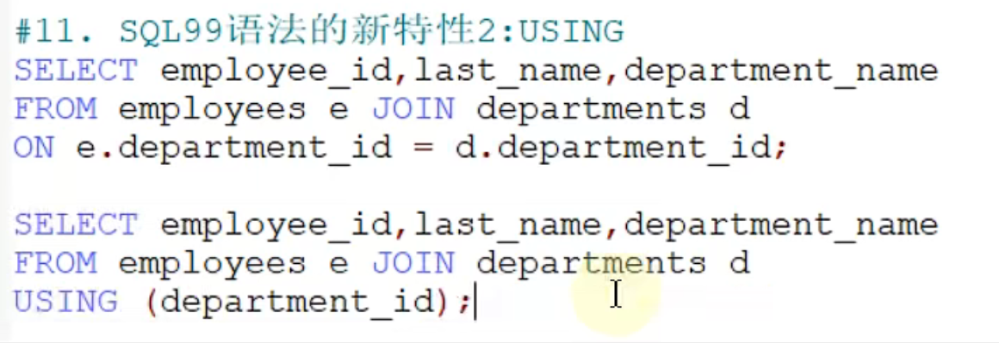 #11. SQL99语法的新特性2:USING
SELECT employee_id,last_name,department_name
FROM employees e JOIN departments d
ON e.department_id = d.department_id;
SELECT employee_id,last_name,department_name
FROM employees e JOIN departments d
USING (department_id);